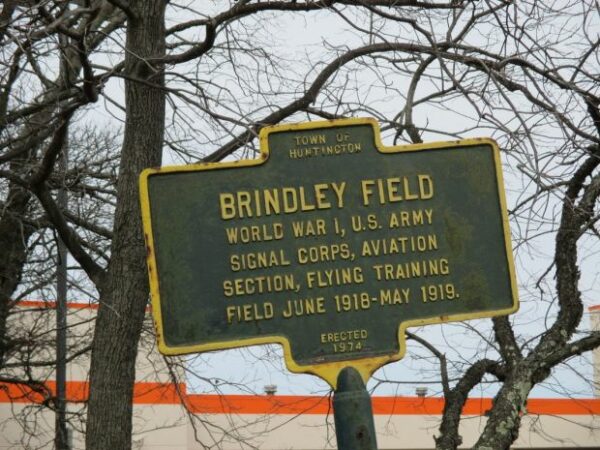 TOWN OF
HUNTINGTON
BRINDLEY FIELD
WORLD WAR I, U.S. ARMY
SIGNAL CORPS, AVIATION
SECTION, FLYING TRAINING
FIELD JUNE 1918-MAY 1919.
ERECTED
1974